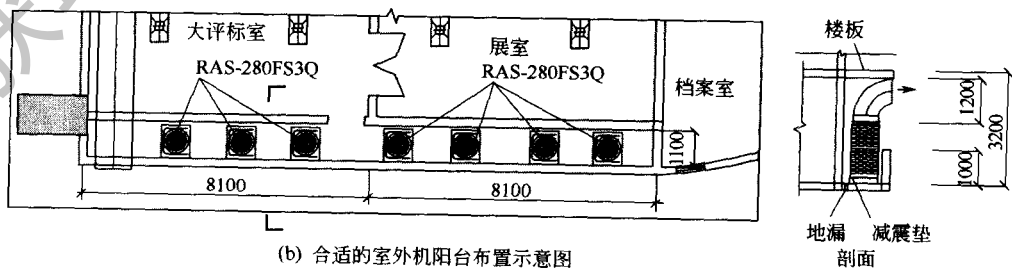 大评标室
RAS-280FS3Q
展室
RAS-280FS3Q
档案室
1100
8100
8100
楼板
1200
3200
1000
地漏
减震垫
剖面
(b) 合适的室外机阳台布置示意图